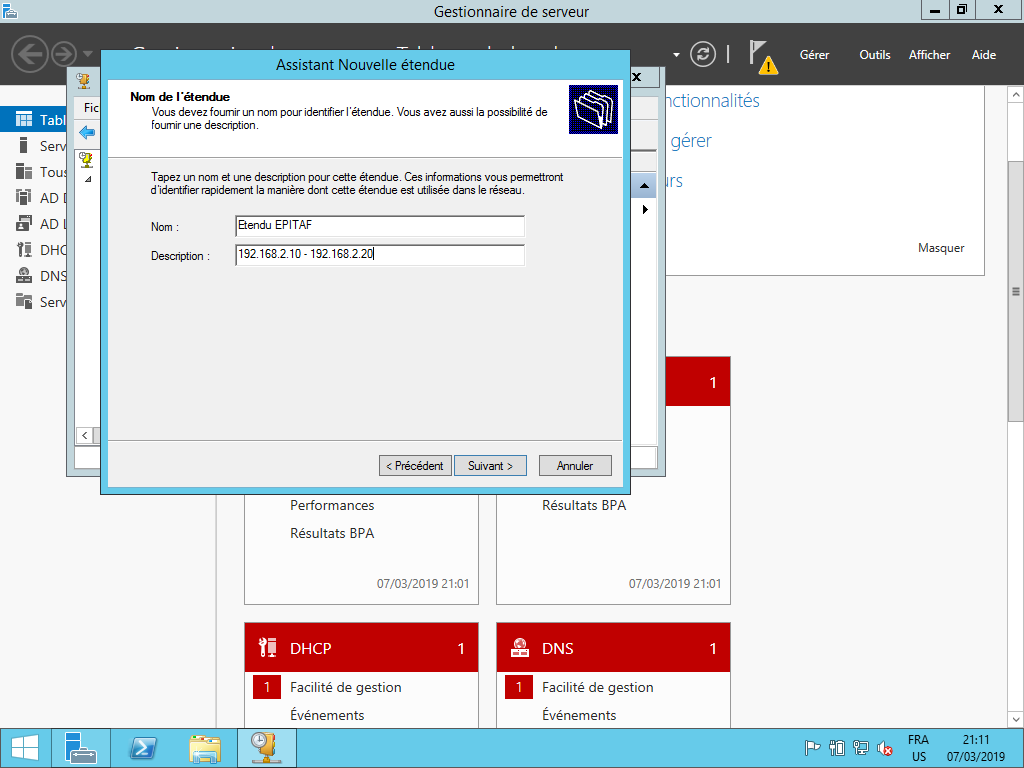 Gestionnaire de serveur
Gérer
Outils
Afficher
Aide
Assistant Nouvelle étendue
Nom de l'étendue
Vous devez fournir un nom pour identifier l'étendue. Vous avez aussi la possibilité de
fournir une description.
Tapez un nom et une description pour cette étendue. Ces informations vous permettront
d'identifier rapidement la manière dont cette étendue est utilisée dans le réseau.
Nom :
Etendu EPITAF
Description :
192.168.2.10 - 192.168.2.20
< Précédent
Suivant >
Annuler
Fic
Tabl
Serv
Tous
AD D
AD L
DHC
DNS
Serv
nctionnalités
gérer
urs
Masquer
1
Performances
Résultats BPA
07/03/2019 21:01
Résultats BPA
07/03/2019 21:01
DHCP
1
1
Facilité de gestion
Événements
DNS
1
1
Facilité de gestion
Événements
FRA
US
21:11
07/03/2019